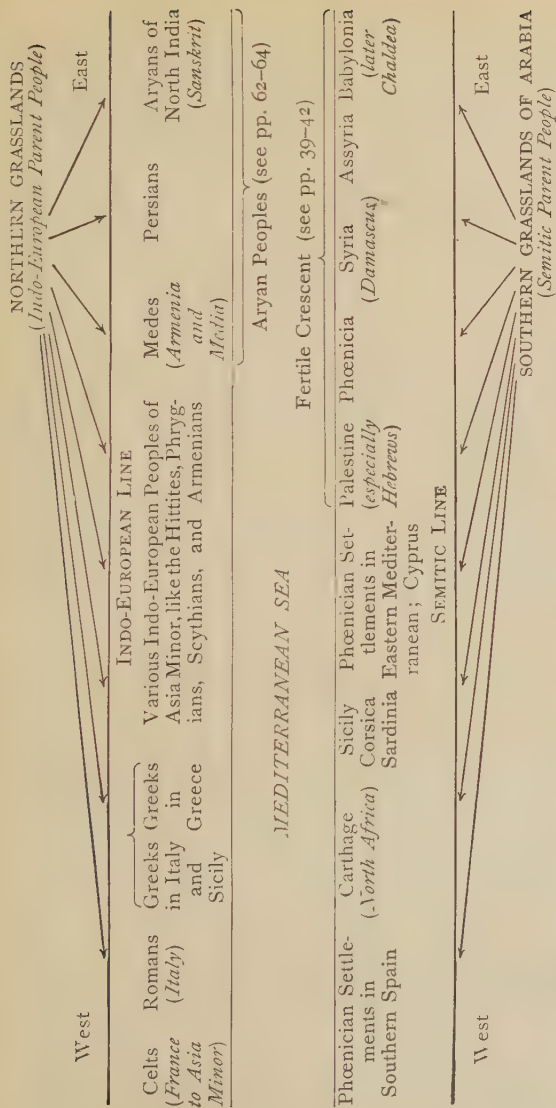 NORTHERN GRASSLANDS
(Indo-European Parent People)
West
East
INDO-EUROPEAN LINE
Celts
(France
to Asia
Minor)
Romans
(Italy)
Greeks
in Italy
and
Sicily
Greeks
in
Greece
Various Indo-European Peoples of
Asia Minor, like the Hittites, Phryg-
ians, Scythians, and Armenians
Medes
(Armenia
and
Media)
Persians
Aryans of
North India
(Sanskrit)
Aryan Peoples (see pp. 62–64)
MEDITERRANEAN SEA
Fertile Crescent (see pp. 39–42)
Phœnician Settle-
ments in
Southern Spain
Carthage
(North Africa)
Sicily
Corsica
Sardinia
Phœnician Set-
tlements in
Eastern Mediter-
ranean; Cyprus
Palestine
(especially
Hebrews)
Phœnicia
Syria
(Damascus)
Assyria
Babylonia
(later
Chaldea)
SEMITIC LINE
West
East
SOUTHERN GRASSLANDS OF ARABIA
(Semitic Parent People)